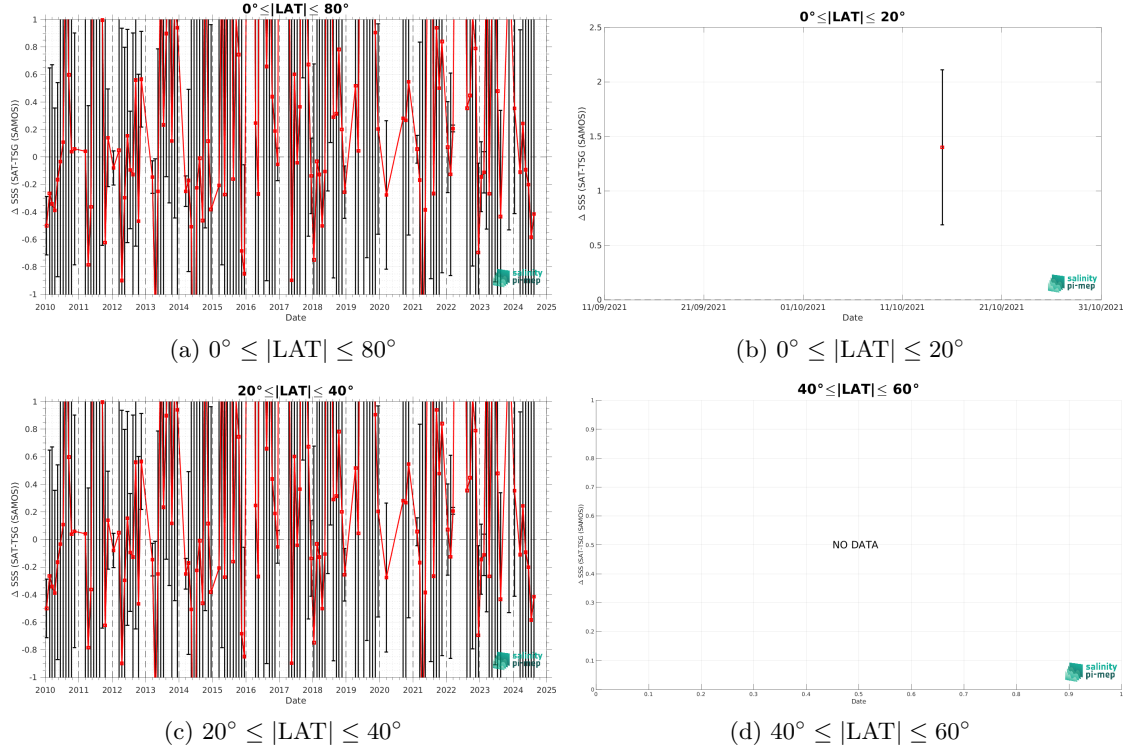 0°≤|LAT|≤ 80°
Δ SSS (SAT-TSG (SAMOS))
1
0.8
0.6
0.4
0.2
0
-0.2
-0.4
-0.6
-0.8
-1
2010 2011 2012 2013 2014 2015 2016 2017 2018 2019 2020 2021 2022 2023 2024 2025
Date
salinity
pi-mep
(a) 0° ≤ |LAT| ≤ 80°
0°≤|LAT|≤ 20°
Δ SSS (SAT-TSG (SAMOS))
2.5
2
1.5
1
0.5
0
11/09/2021 21/09/2021 01/10/2021 11/10/2021 21/10/2021 31/10/2021
Date
salinity
pi-mep
(b) 0° ≤ |LAT| ≤ 20°
20°≤|LAT|≤ 40°
Δ SSS (SAT-TSG (SAMOS))
1
0.8
0.6
0.4
0.2
0
-0.2
-0.4
-0.6
-0.8
-1
2010 2011 2012 2013 2014 2015 2016 2017 2018 2019 2020 2021 2022 2023 2024 2025
Date
salinity
pi-mep
(c) 20° ≤ |LAT| ≤ 40°
40°≤|LAT|≤ 60°
Δ SSS (SAT-TSG (SAMOS))
1
0.9
0.8
0.7
0.6
0.5
0.4
0.3
0.2
0.1
0
NO DATA
0 0.1 0.2 0.3 0.4 0.5 0.6 0.7 0.8 0.9 1
Date
salinity
pi-mep
(d) 40° ≤ |LAT| ≤ 60°